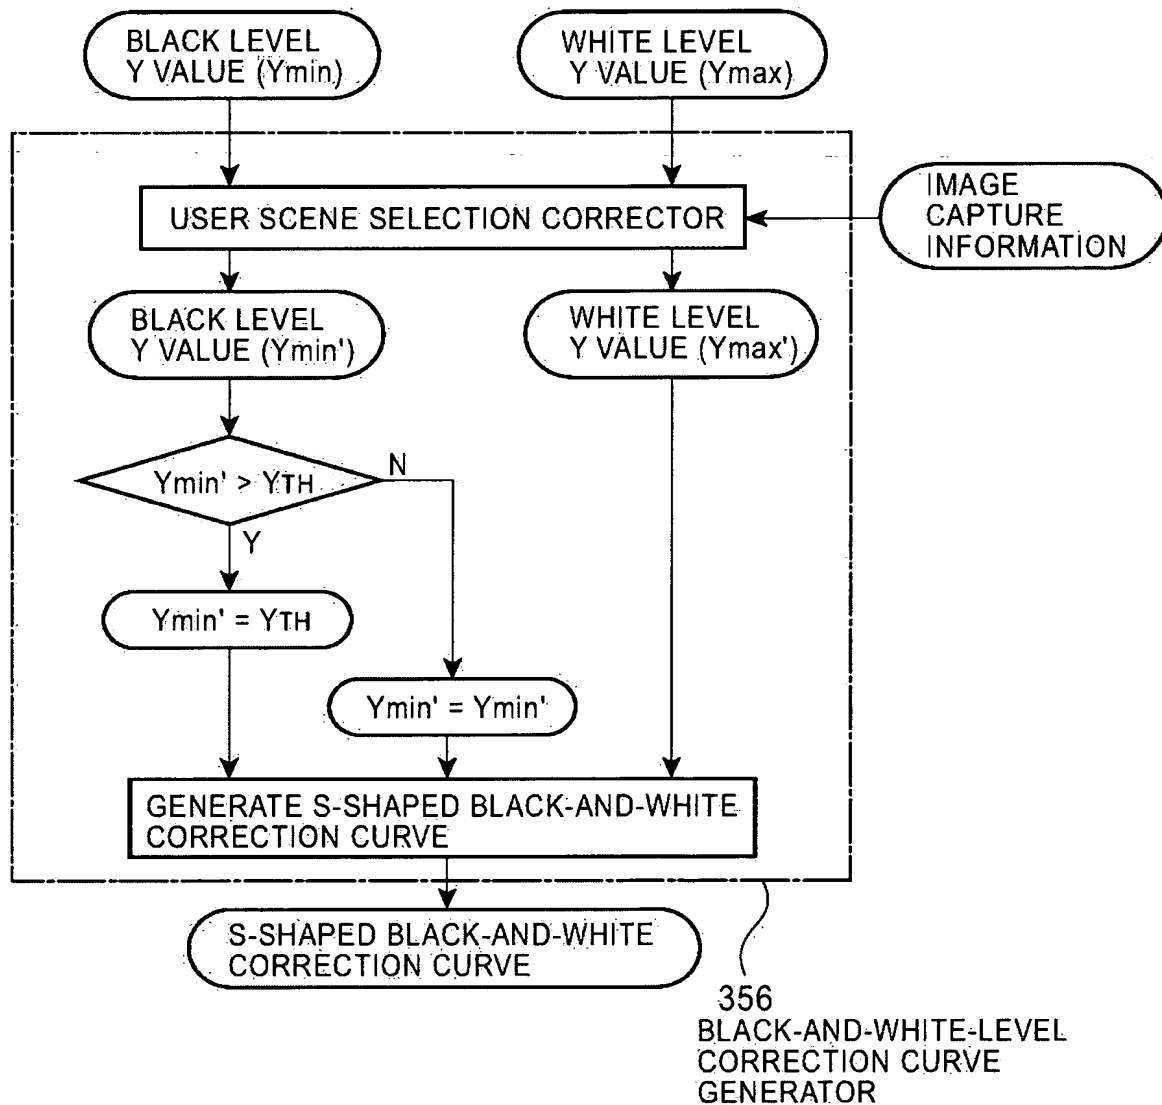 BLACK LEVEL
Y VALUE (Ymin)
WHITE LEVEL
Y VALUE (Ymax)
IMAGE
CAPTURE
INFORMATION
USER SCENE SELECTION CORRECTOR
BLACK LEVEL
Y VALUE (Ymin')
WHITE LEVEL
Y VALUE (Ymax')
Ymin' > YTH
N
Y
Ymin' = YTH
Ymin' = Ymin'
GENERATE S-SHAPED BLACK-AND-WHITE
CORRECTION CURVE
S-SHAPED BLACK-AND-WHITE
CORRECTION CURVE
356
BLACK-AND-WHITE-LEVEL
CORRECTION CURVE
GENERATOR